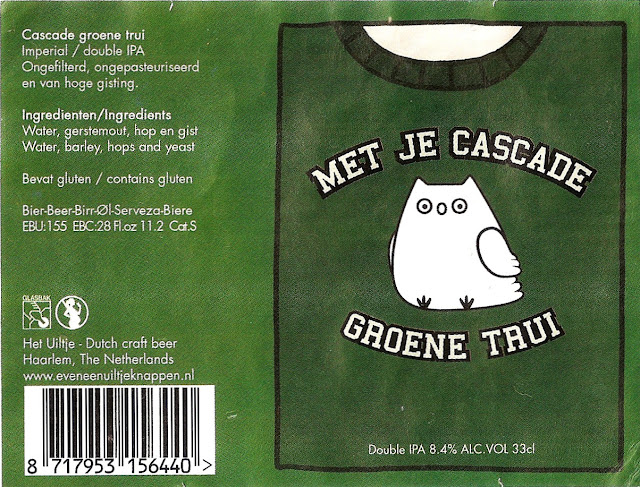 Cascade groene trui
Imperial / double IPA
Ongefilterd, ongepasteuriseerd
en van hoge gisting.
Ingredienten/Ingredients
Water, gerstemout, hop en gist
Water, barley, hops and yeast
Bevat gluten / contains gluten
Bier-Beer-Birr-Øl-Serveza-Biere
EBU:155 EBC:28 Fl.oz 11.2 Cat.S
GLASBAK
Het Uiltje - Dutch craft beer
Haarlem, The Netherlands
www.eveneenuiltjeknappen.nl
8 717953 156440 >
MET JE CASCADE
GROENE TRUI
Double IPA 8.4% ALC.VOL 33cl